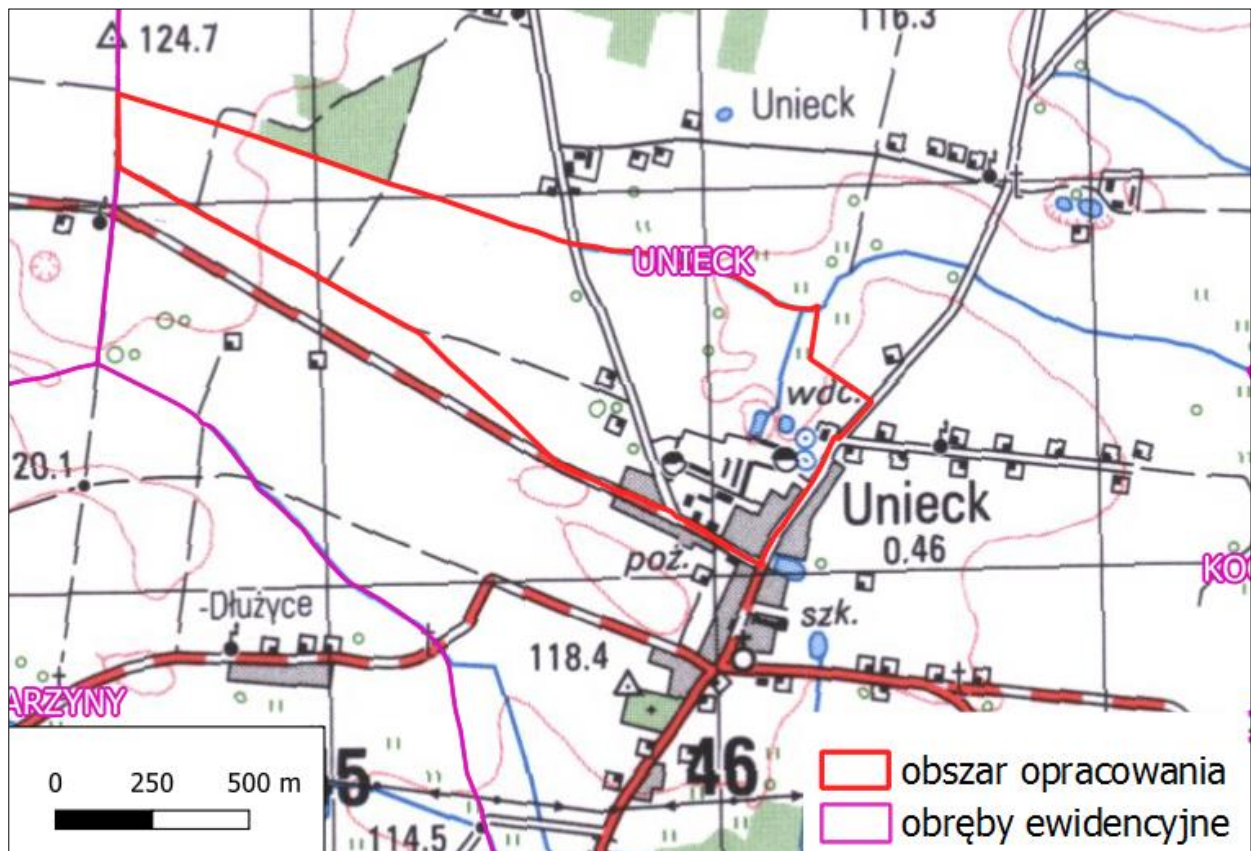 124.7
116.3
Unieck
UNIECK
wdc.
20.1
Unieck
0.46
poż.
KOC
-Dłużyce
szk.
118.4
ARZYNY
5
46
0 250 500 m
114.5
obszar opracowania
obręby ewidencyjne